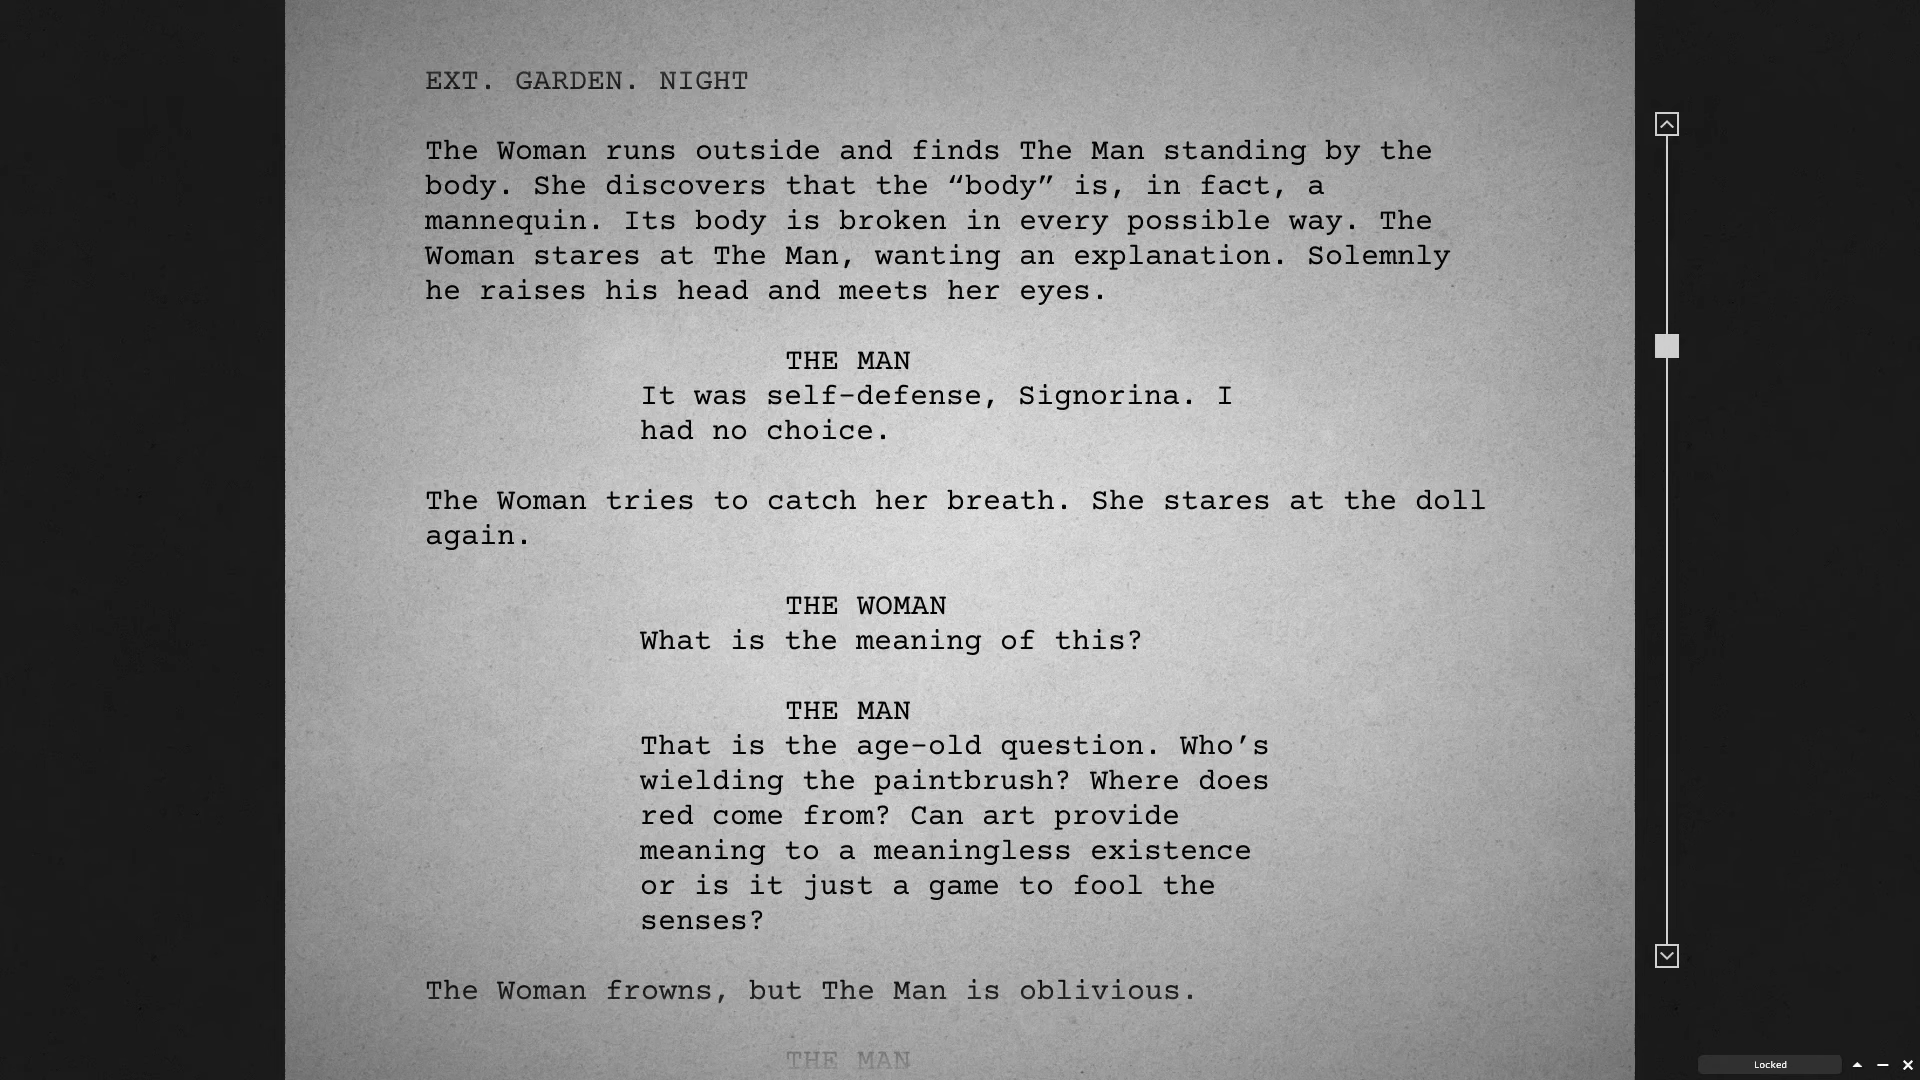 EXT. GARDEN. NIGHT
The Woman runs outside and finds The Man standing by the
body. She discovers that the “body” is, in fact, a
mannequin. Its body is broken in every possible way. The
Woman stares at The Man, wanting an explanation. Solemnly
he raises his head and meets her eyes.
THE MAN
It was self-defense, Signorina. I
had no choice.
The Woman tries to catch her breath. She stares at the doll
again.
THE WOMAN
What is the meaning of this?
THE MAN
That is the age-old question. Who’s
wielding the paintbrush? Where does
red come from? Can art provide
meaning to a meaningless existence
or is it just a game to fool the
senses?
The Woman frowns, but The Man is oblivious.
THE MAN
Locked